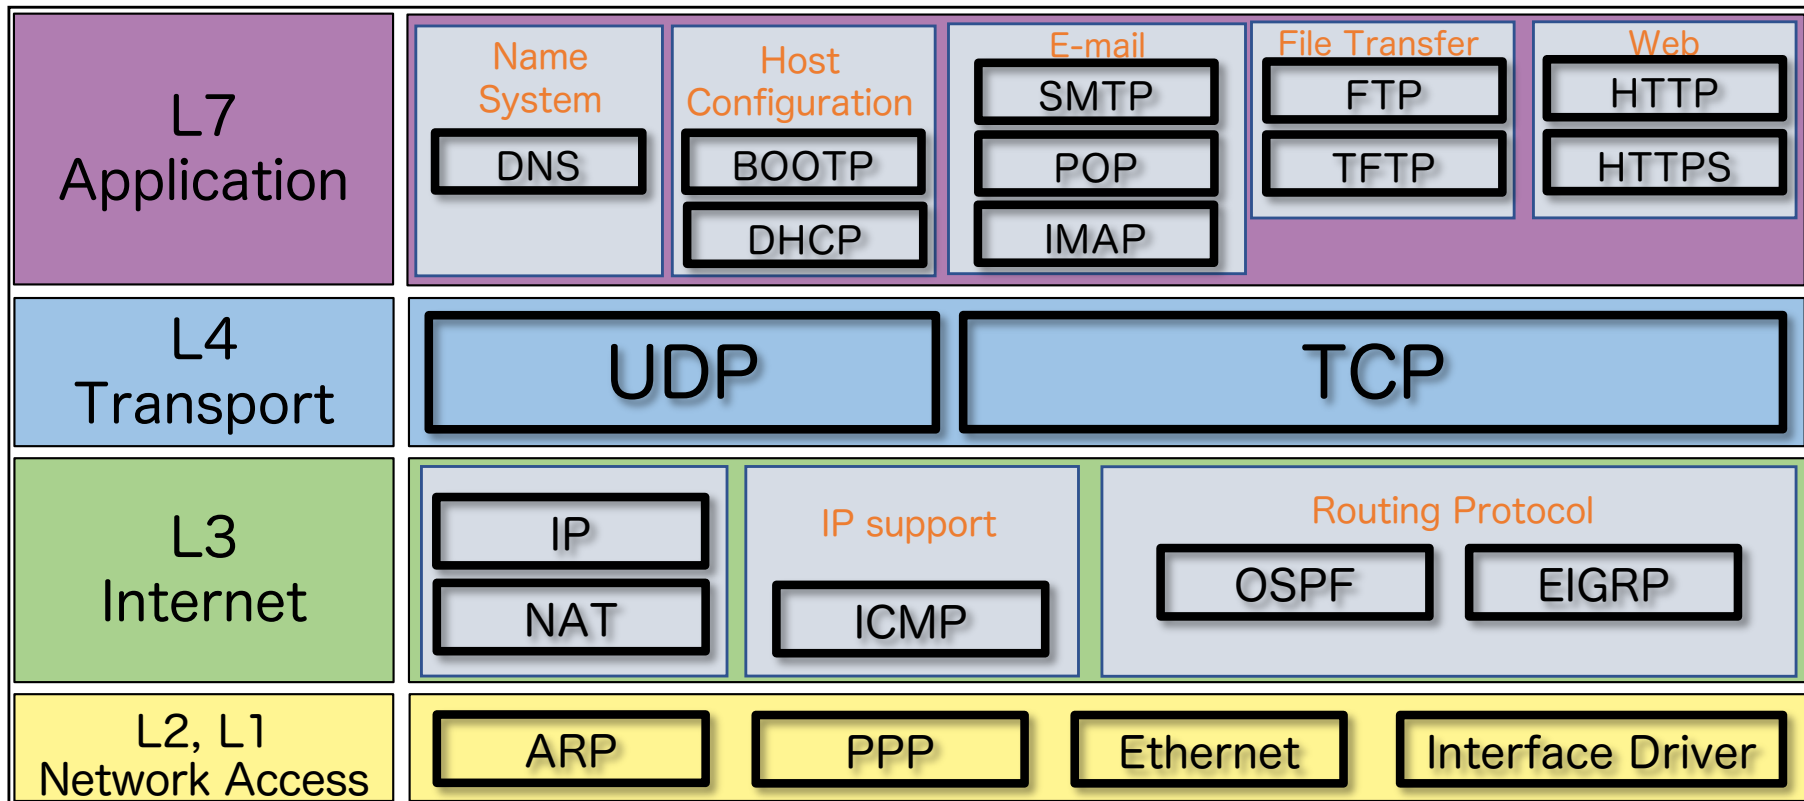 L7
Application
Name
System
DNS
Host
Configuration
BOOTP
DHCP
E-mail
SMTP
POP
IMAP
File Transfer
FTP
TFTP
Web
HTTP
HTTPS
L4
Transport
UDP
TCP
L3
Internet
IP
NAT
IP support
ICMP
Routing Protocol
OSPF
EIGRP
L2, L1
Network Access
ARP
PPP
Ethernet
Interface Driver